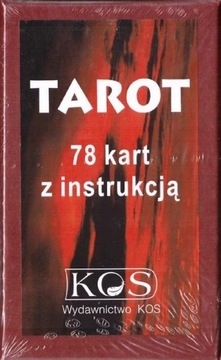 TAROT
78 kart
z instrukcją
KOS
Wydawnictwo KOS